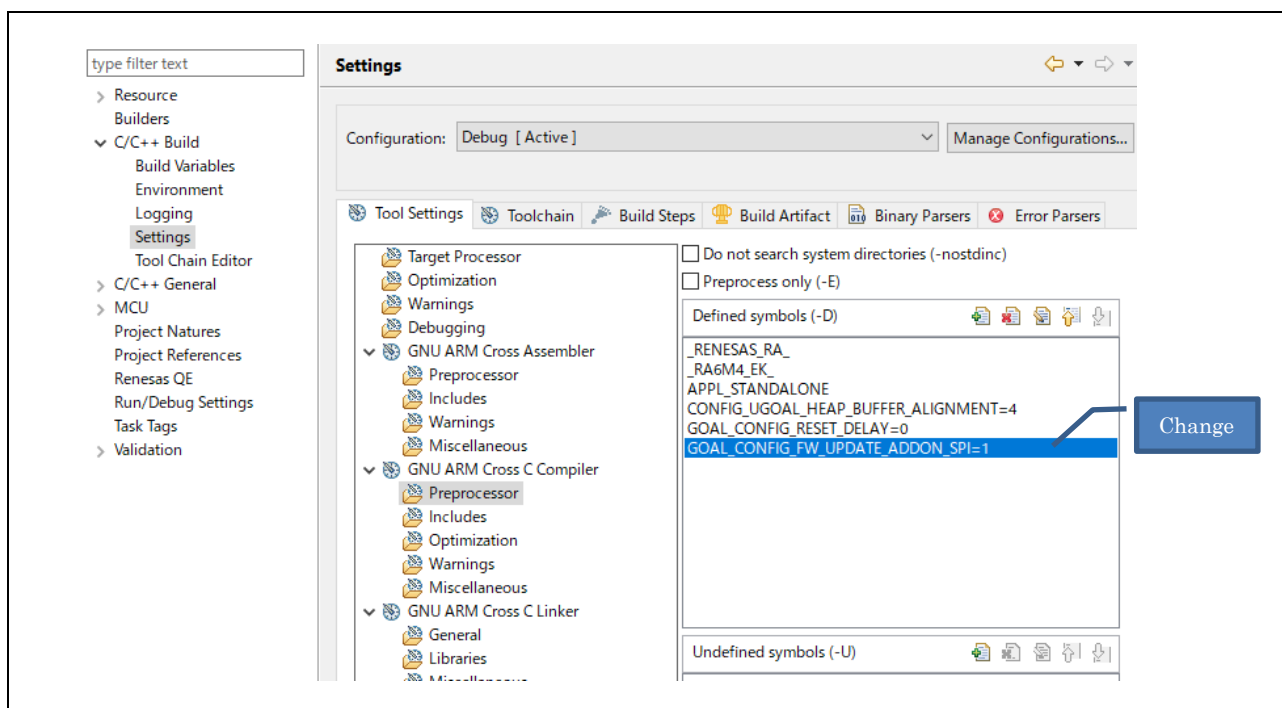 type filter text
Resource
Builders
C/C++ Build
Build Variables
Environment
Logging
Settings
Tool Chain Editor
C/C++ General
MCU
Project Natures
Project References
Renesas QE
Run/Debug Settings
Task Tags
Validation
Settings
Configuration: Debug [ Active ] Manage Configurations...
Tool Settings Toolchain Build Steps Build Artifact Binary Parsers Error Parsers
Target Processor
Optimization
Warnings
Debugging
GNU ARM Cross Assembler
Preprocessor
Includes
Warnings
Miscellaneous
GNU ARM Cross C Compiler
Preprocessor
Includes
Optimization
Warnings
Miscellaneous
GNU ARM Cross C Linker
General
Libraries
Miscellaneous
Do not search system directories (-nostdinc)
Preprocess only (-E)
Defined symbols (-D)
_RENESAS_RA_
_RA6M4_EK_
APPL_STANDALONE
CONFIG_UGOAL_HEAP_BUFFER_ALIGNMENT=4
GOAL_CONFIG_RESET_DELAY=0
GOAL_CONFIG_FW_UPDATE_ADDON_SPI=1
Undefined symbols (-U)
Change